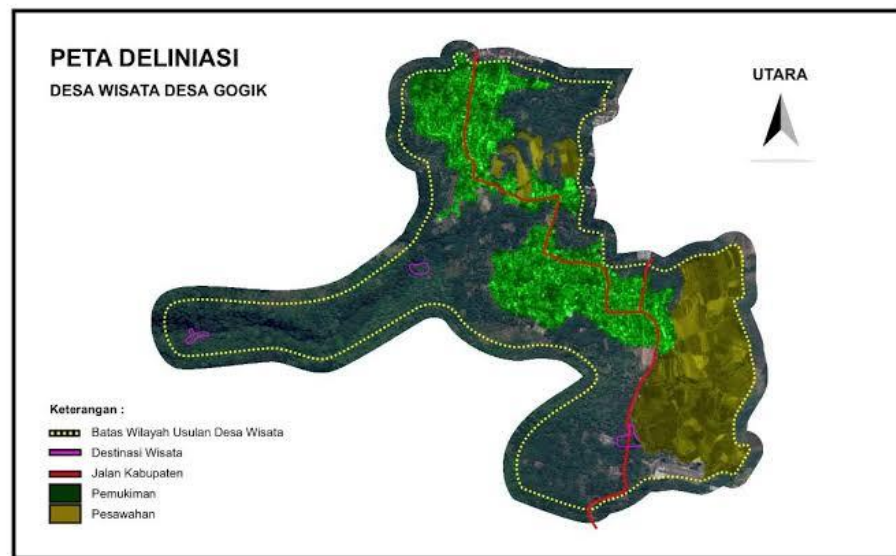 PETA DELINIASI
DESA WISATA DESA GOGIK
UTARA
Keterangan :
Batas Wilayah Usulan Desa Wisata
Destinasi Wisata
Jalan Kabupaten
Pemukiman
Pesawahan